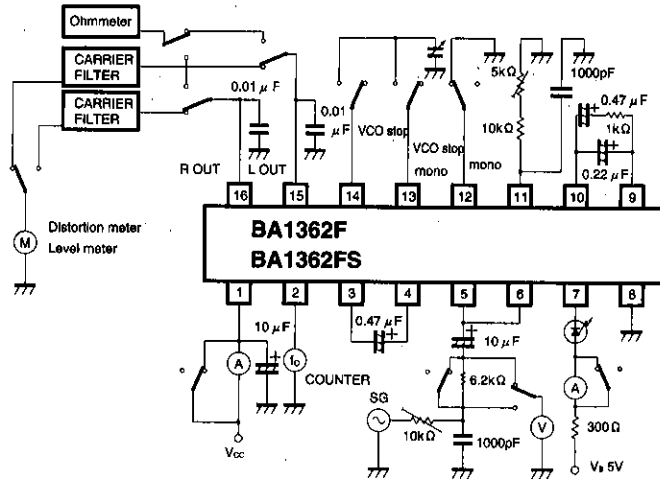 Ohmmeter
CARRIER
FILTER
CARRIER
FILTER
0.01 μF
0.01
μF
R OUT
L OUT
VCO stop
VCO stop
mono
mono
5kΩ
10kΩ
1000pF
0.47 μF
1kΩ
0.22 μF
16
15
14
13
12
11
10
9
M
Distortion meter
Level meter
BA1362F
BA1362FS
1
2
3
4
5
6
7
8
10 μF
A
f₀
COUNTER
0.47 μF
10 μF
6.2kΩ
SG
10kΩ
1000pF
V
A
300Ω
Vcc